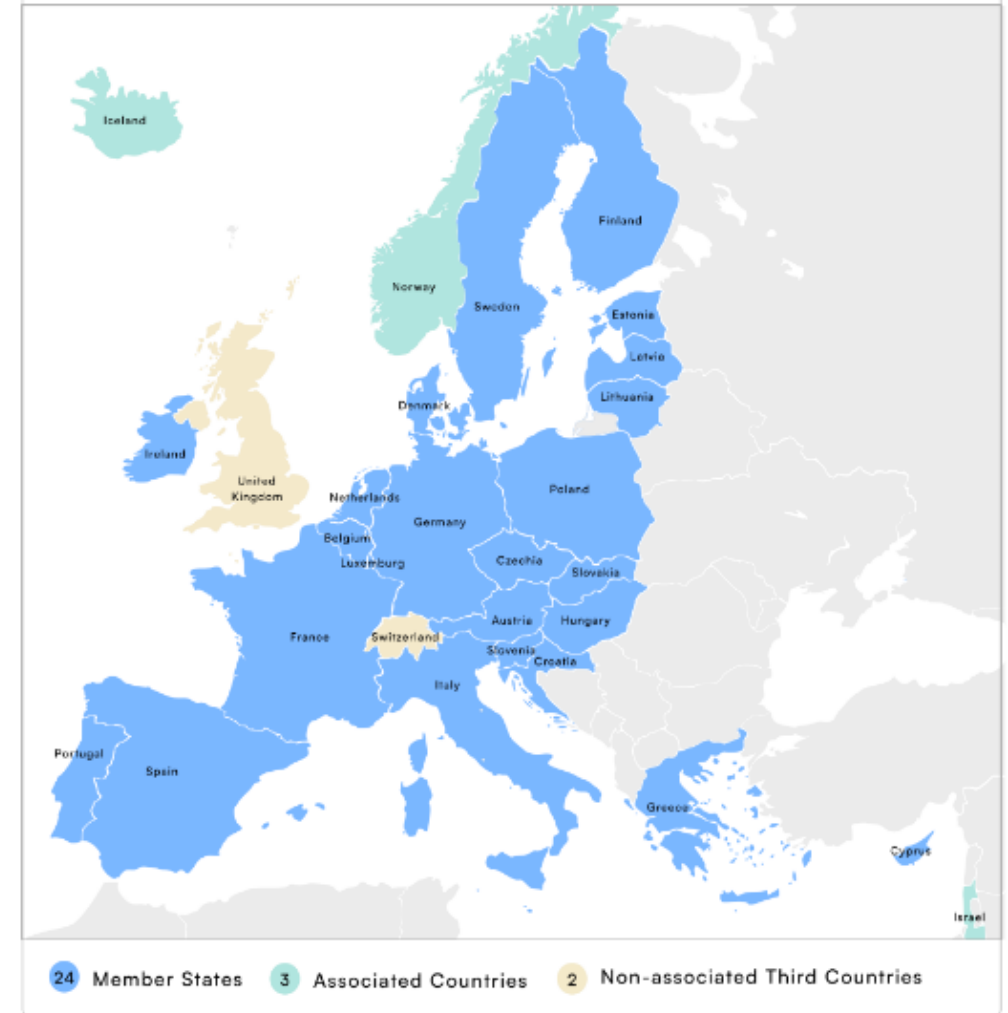 Iceland
Finland
Norway
Sweden
Estonia
Latvia
Lithuania
Denmark
Ireland
United
Kingdom
Netherlands
Poland
Germany
Belgium
Luxemburg
Czechia
Slovakia
Austria
Hungary
France
Switzerland
Slovenia
Croatia
Italy
Portugal
Spain
Greece
Cyprus
Israel
24 Member States 3 Associated Countries 2 Non-associated Third Countries